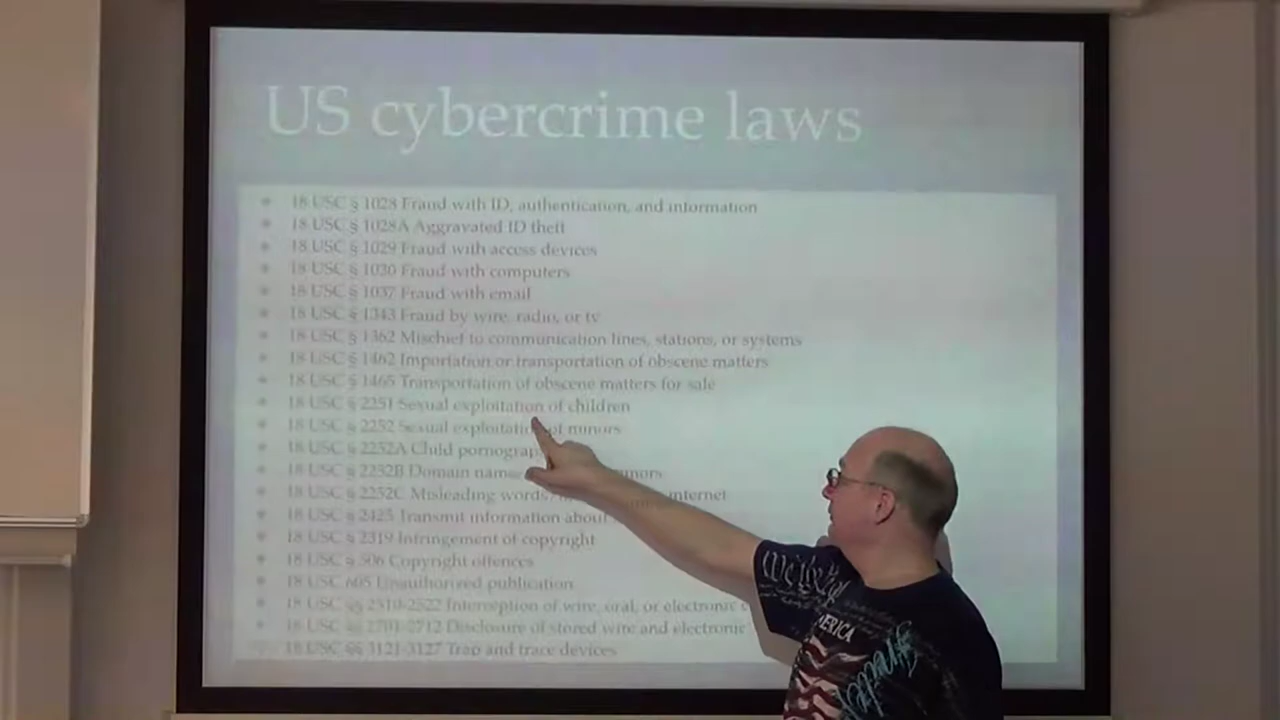 US cybercrime laws
18 USC § 1028 Fraud with ID, authentication, and information
18 USC § 1028A Aggravated ID theft
18 USC § 1029 Fraud with access devices
18 USC § 1030 Fraud with computers
18 USC § 1037 Fraud with email
18 USC § 1343 Fraud by wire, radio, or tv
18 USC § 1362 Mischief to communication lines, stations, or systems
18 USC § 1462 Importation or transportation of obscene matters
18 USC § 1465 Transportation of obscene matters for sale
18 USC § 2251 Sexual exploitation of children
18 USC § 2252 Sexual exploitation of minors
18 USC § 2252A Child pornograp
18 USC § 2252B Domain nam minors
18 USC § 2252C Misleading words internet
18 USC § 2425 Transmit information about
18 USC § 2319 Infringement of copyright
18 USC § 506 Copyright offences
18 USC 605 Unauthorized publication
18 USC §§ 2510-2522 Interception of wire, oral, or electronic c
18 USC §§ 2701-2712 Disclosure of stored wire and electronic
18 USC §§ 3121-3127 Trap and trace devices
We the
MERICA